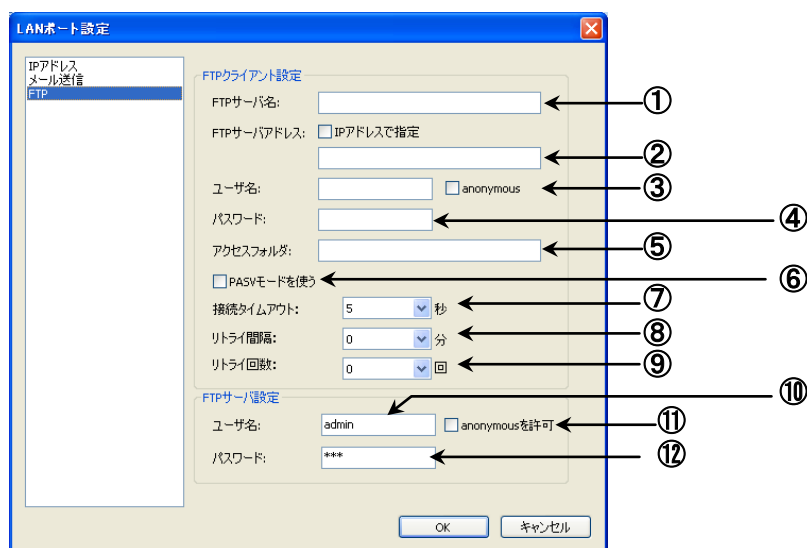 LANポート設定
IPアドレス
メール送信
FTP
FTPクライアント設定
FTPサーバ名:
①
FTPサーバアドレス: IPアドレスで指定
②
ユーザ名: anonymous
③
パスワード:
④
アクセスフォルダ:
⑤
PASVモードを使う
⑥
接続タイムアウト: 5 秒
⑦
リトライ間隔: 0 分
⑧
リトライ回数: 0 回
⑨
FTPサーバ設定
⑩
ユーザ名: admin anonymousを許可
⑪
パスワード: ***
⑫
OK キャンセル